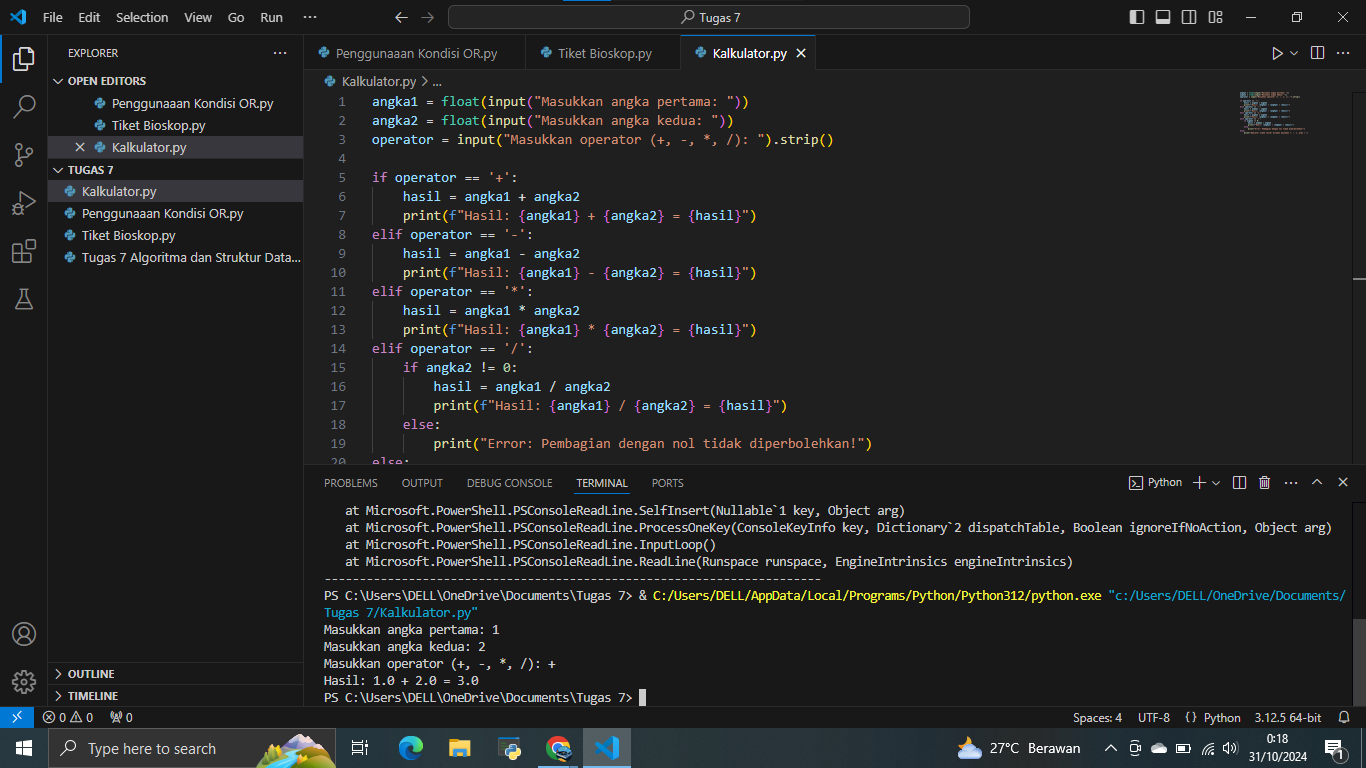 File Edit Selection View Go Run ··· Tugas 7
EXPLORER ···
OPEN EDITORS
Penggunaaan Kondisi OR.py
Tiket Bioskop.py
Kalkulator.py
TUGAS 7
Kalkulator.py
Penggunaaan Kondisi OR.py
Tiket Bioskop.py
Tugas 7 Algoritma dan Struktur Data...
OUTLINE
TIMELINE
Penggunaaan Kondisi OR.py Tiket Bioskop.py Kalkulator.py
Kalkulator.py > ...
1 angka1 = float(input("Masukkan angka pertama: "))
2 angka2 = float(input("Masukkan angka kedua: "))
3 operator = input("Masukkan operator (+, -, *, /): ").strip()
4
5 if operator == '+':
6 hasil = angka1 + angka2
7 print(f"Hasil: {angka1} + {angka2} = {hasil}")
8 elif operator == '-':
9 hasil = angka1 - angka2
10 print(f"Hasil: {angka1} - {angka2} = {hasil}")
11 elif operator == '*':
12 hasil = angka1 * angka2
13 print(f"Hasil: {angka1} * {angka2} = {hasil}")
14 elif operator == '/':
15 if angka2 != 0:
16 hasil = angka1 / angka2
17 print(f"Hasil: {angka1} / {angka2} = {hasil}")
18 else:
19 print("Error: Pembagian dengan nol tidak diperbolehkan!")
20 else:
PROBLEMS OUTPUT DEBUG CONSOLE TERMINAL PORTS Python
at Microsoft.PowerShell.PSConsoleReadLine.SelfInsert(Nullable`1 key, Object arg)
at Microsoft.PowerShell.PSConsoleReadLine.ProcessOneKey(ConsoleKeyInfo key, Dictionary`2 dispatchTable, Boolean ignoreIfNoAction, Object arg)
at Microsoft.PowerShell.PSConsoleReadLine.InputLoop()
at Microsoft.PowerShell.PSConsoleReadLine.ReadLine(Runspace runspace, EngineIntrinsics engineIntrinsics)
-----------------------------------------------------------------------
PS C:\Users\DELL\OneDrive\Documents\Tugas 7> & C:/Users/DELL/AppData/Local/Programs/Python/Python312/python.exe "c:/Users/DELL/OneDrive/Documents/
Tugas 7/Kalkulator.py"
Masukkan angka pertama: 1
Masukkan angka kedua: 2
Masukkan operator (+, -, *, /): +
Hasil: 1.0 + 2.0 = 3.0
PS C:\Users\DELL\OneDrive\Documents\Tugas 7>
0 0 0 Spaces: 4 UTF-8 {} Python 3.12.5 64-bit
Type here to search 27°C Berawan 0:18
31/10/2024 1